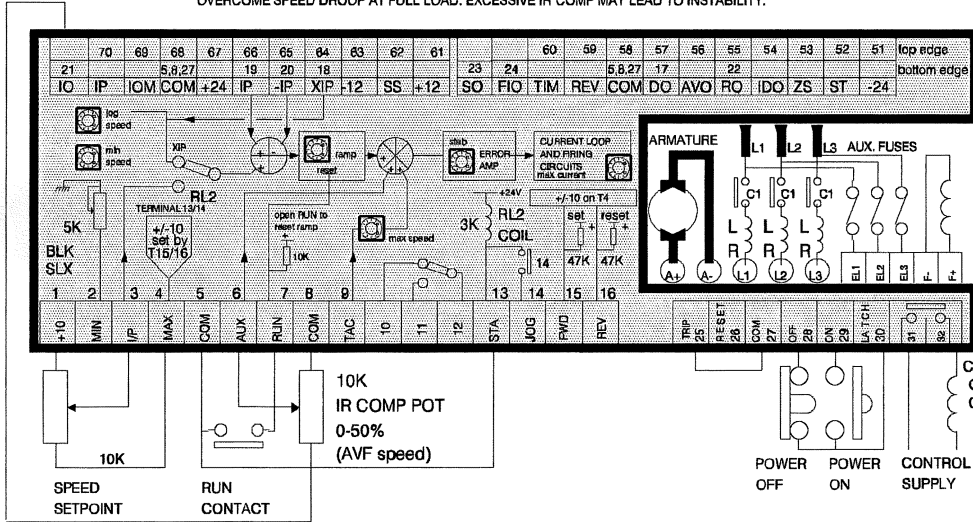 OVERCOME SPEED DROOP AT FULL LOAD. EXCESSIVE IR COMP MAY LEAD TO INSTABILITY.
70 69 68 67 66 65 64 63 62 61 60 59 58 57 56 55 54 53 52 51 top edge
21 5,8,27 19 20 18 23 24 5,8,27 17 22 bottom edge
IO IP IOM COM +24 IP -IP XIP -12 SS +12 SO FIO TIM REV COM DO AVO RO IDO ZS ST -24
log
speed
min
speed
XIP
RL2
TERMINAL 13/14
+/-10
set by
T15/16
5K
BLK
SLX
+ -
+
ramp
reset
open RUN to
reset ramp
+
10K
+ +
max speed
stab
ERROR
AMP
CURRENT LOOP
AND FIRING
CIRCUITS
max current
+24V
3K
RL2
COIL
14
+/-10 on T4
set reset
+ +
47K 47K
ARMATURE
L1 L2 L3 AUX. FUSES
C1 C1 C1
L L L
R R R
A+ A- L1 L2 L3 EL1 EL2 EL3 F- F+
1 2 3 4 5 6 7 8 9 10 11 12 13 14 15 16
+10 MIN I/P MAX COM AUX RUN COM TAC STA JOG FWD REV
TRIP 25
RESET 26
COM 27
OFF 28
ON 29
LATCH 30
31
32
10K
SPEED
SETPOINT
RUN
CONTACT
10K
IR COMP POT
0-50%
(AVF speed)
POWER
OFF
POWER
ON
CONTROL
SUPPLY
C